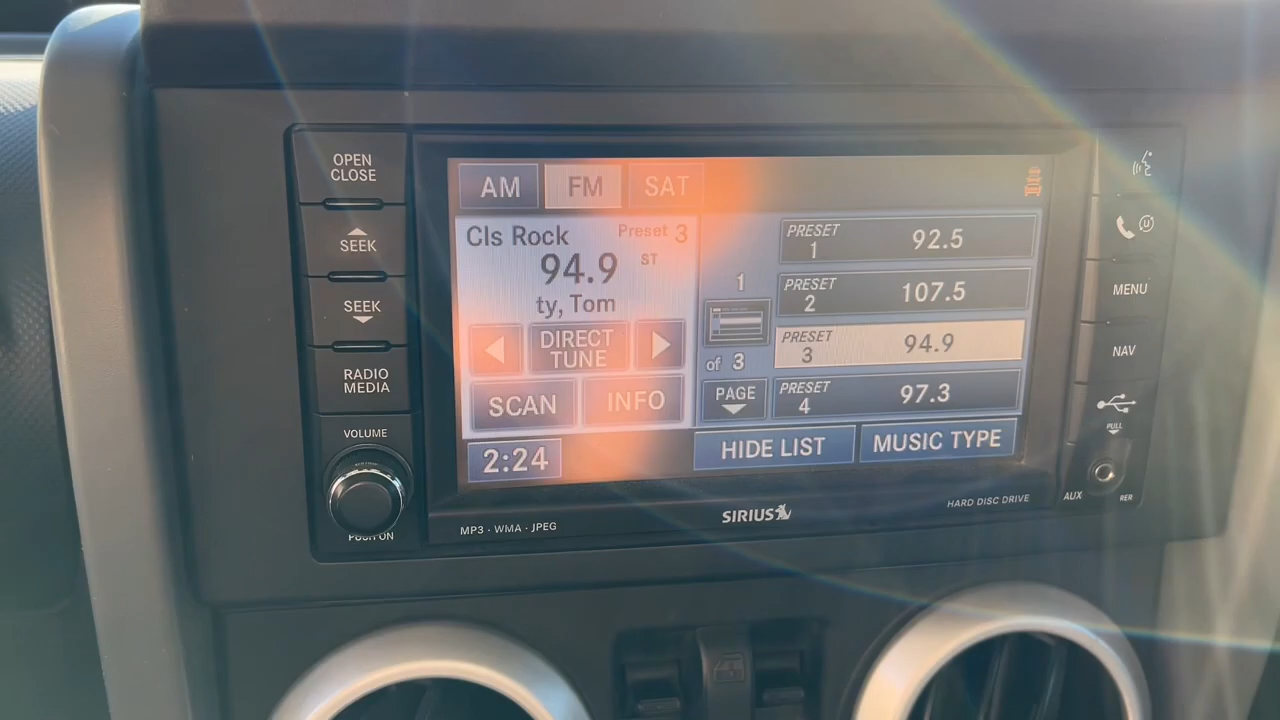 OPEN
CLOSE
SEEK
SEEK
RADIO
MEDIA
VOLUME
PUSH ON
AM FM SAT
Cls Rock Preset 3
94.9 ST
ty, Tom
DIRECT
TUNE
SCAN INFO
2:24
1
of 3
PAGE
PRESET
1 92.5
PRESET
2 107.5
PRESET
3 94.9
PRESET
4 97.3
HIDE LIST MUSIC TYPE
MENU
NAV
PULL
AUX
MP3 · WMA · JPEG
SIRIUS
HARD DISC DRIVE